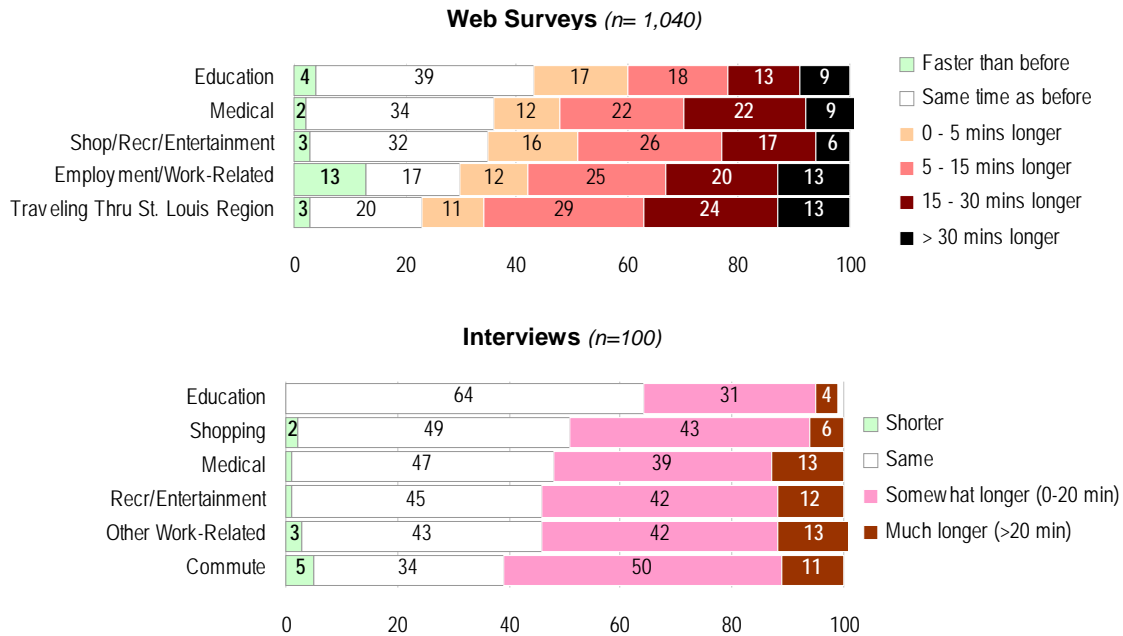 Web Surveys (n= 1,040)
Education 4 39 17 18 13 9
Medical 2 34 12 22 22 9
Shop/Recr/Entertainment 3 32 16 26 17 6
Employment/Work-Related 13 17 12 25 20 13
Traveling Thru St. Louis Region 3 20 11 29 24 13
0 20 40 60 80 100
Faster than before
Same time as before
0 - 5 mins longer
5 - 15 mins longer
15 - 30 mins longer
> 30 mins longer
Interviews (n=100)
Education 64 31 4
Shopping 2 49 43 6
Medical 47 39 13
Recr/Entertainment 45 42 12
Other Work-Related 3 43 42 13
Commute 5 34 50 11
0 20 40 60 80 100
Shorter
Same
Somewhat longer (0-20 min)
Much longer (>20 min)